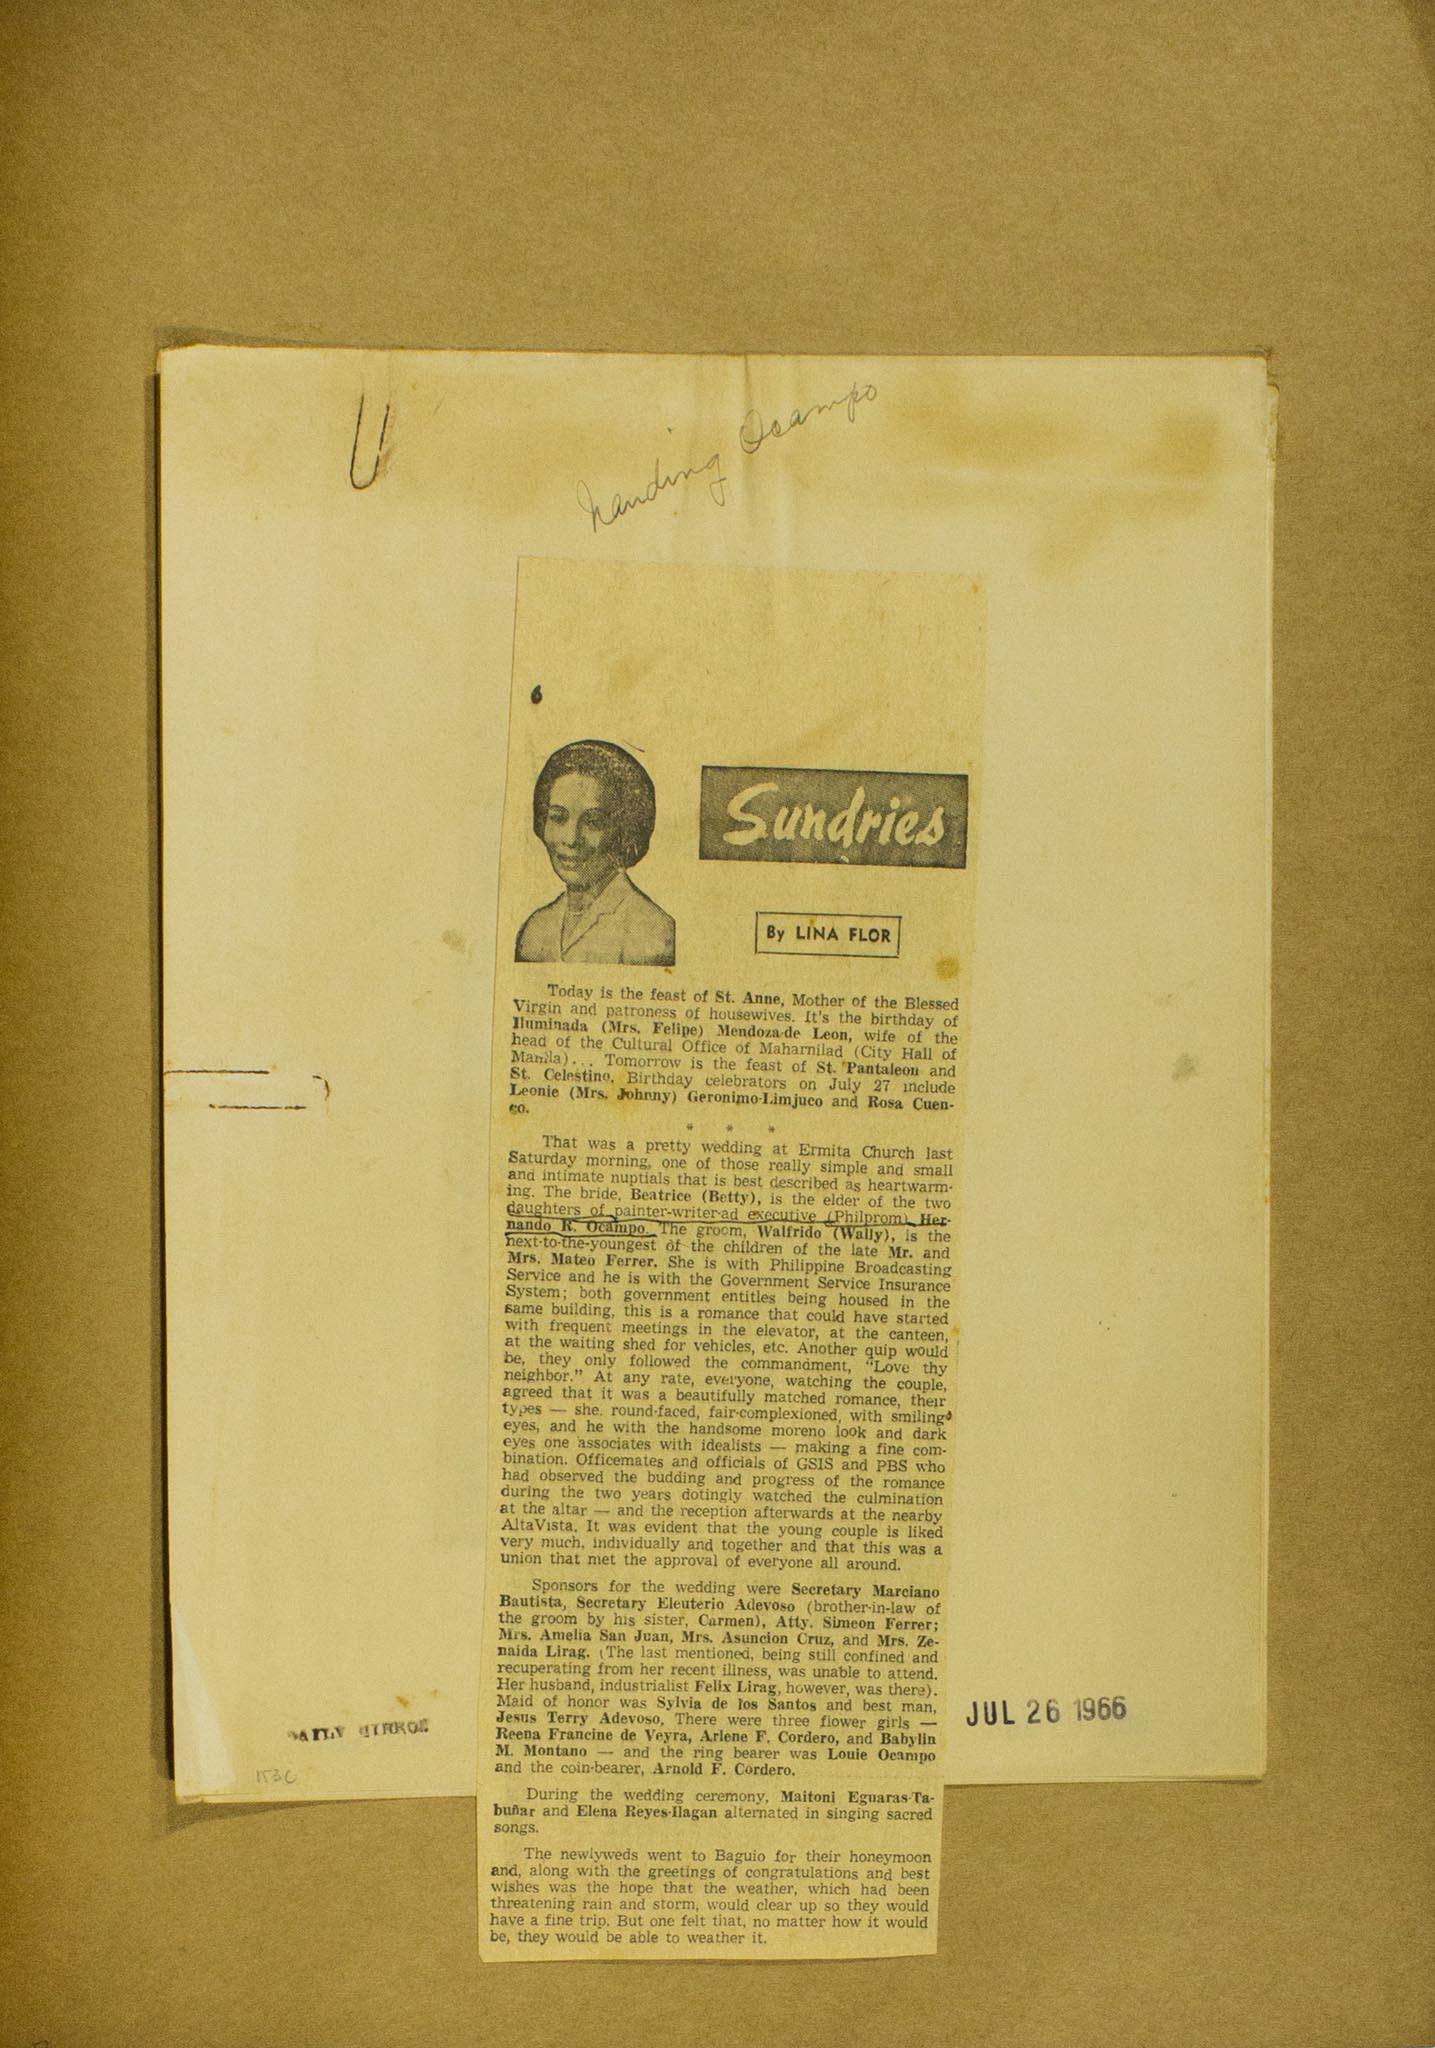 Nanding Ocampo
6
Sundries
By LINA FLOR
Today is the feast of St. Anne, Mother of the Blessed
Virgin and patroness of housewives. It's the birthday of
Iluminada (Mrs. Felipe) Mendoza-de Leon, wife of the
head of the Cultural Office of Maharnilad (City Hall of
Manila)... Tomorrow is the feast of St. Pantaleon and
St. Celestino. Birthday celebrators on July 27 include
Leonie (Mrs. Johnny) Geronimo-Limjuco and Rosa Cuen-
co.
* * *
That was a pretty wedding at Ermita Church last
Saturday morning, one of those really simple and small
and intimate nuptials that is best described as heartwarm-
ing. The bride, Beatrice (Betty), is the elder of the two
daughters of painter-writer-ad executive (Philprom) Her-
nando R. Ocampo. The groom, Walfrido (Wally), is the
next-to-the-youngest of the children of the late Mr. and
Mrs. Mateo Ferrer. She is with Philippine Broadcasting
Service and he is with the Government Service Insurance
System; both government entitles being housed in the
same building, this is a romance that could have started
with frequent meetings in the elevator, at the canteen,
at the waiting shed for vehicles, etc. Another quip would
be, they only followed the commandment, "Love thy
neighbor." At any rate, everyone, watching the couple,
agreed that it was a beautifully matched romance, their
types — she. round-faced, fair-complexioned, with smiling
eyes, and he with the handsome moreno look and dark
eyes one associates with idealists — making a fine com-
bination. Officemates and officials of GSIS and PBS who
had observed the budding and progress of the romance
during the two years dotingly watched the culmination
at the altar — and the reception afterwards at the nearby
AltaVista. It was evident that the young couple is liked
very much, individually and together and that this was a
union that met the approval of everyone all around.
Sponsors for the wedding were Secretary Marciano
Bautista, Secretary Eleuterio Adevoso (brother-in-law of
the groom by his sister, Carmen), Atty. Simeon Ferrer;
Mrs. Amelia San Juan, Mrs. Asuncion Cruz, and Mrs. Ze-
naida Lirag. (The last mentioned, being still confined and
recuperating from her recent illness, was unable to attend.
Her husband, industrialist Felix Lirag, however, was there).
Maid of honor was Sylvia de los Santos and best man,
Jesus Terry Adevoso. There were three flower girls —
Reena Francine de Veyra, Arlene F. Cordero, and Babylin
M. Montano — and the ring bearer was Louie Ocampo
and the coin-bearer, Arnold F. Cordero.
During the wedding ceremony, Maitoni Eguaras-Ta-
buñar and Elena Reyes-Ilagan alternated in singing sacred
songs.
The newlyweds went to Baguio for their honeymoon
and, along with the greetings of congratulations and best
wishes was the hope that the weather, which had been
threatening rain and storm, would clear up so they would
have a fine trip. But one felt that, no matter how it would
be, they would be able to weather it.
JUL 26 1966
DAILY MIRROR
153C